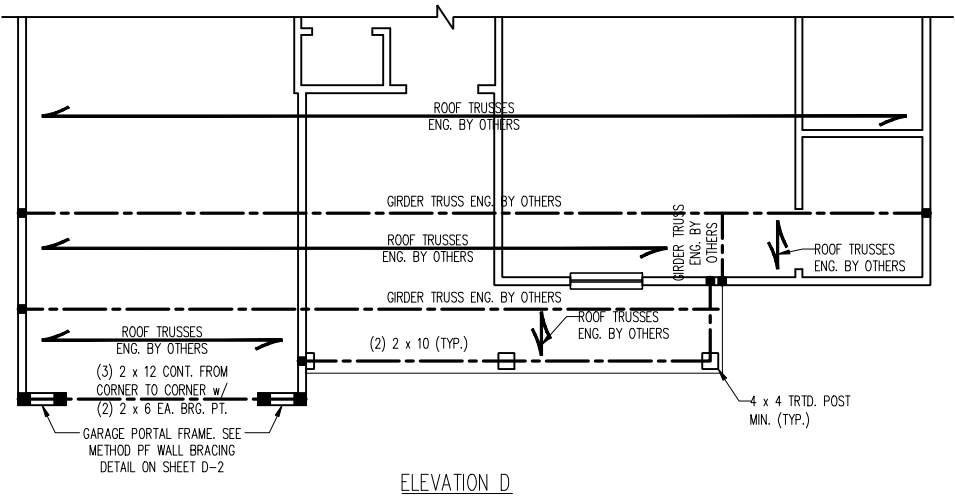 ROOF TRUSSES
ENG. BY OTHERS
GIRDER TRUSS ENG. BY OTHERS
GIRDER TRUSS
ENG. BY
OTHERS
ROOF TRUSSES
ENG. BY OTHERS
ROOF TRUSSES
ENG. BY OTHERS
GIRDER TRUSS ENG. BY OTHERS
ROOF TRUSSES
ENG. BY OTHERS
ROOF TRUSSES
ENG. BY OTHERS
(2) 2 x 10 (TYP.)
(3) 2 x 12 CONT. FROM
CORNER TO CORNER w/
(2) 2 x 6 EA. BRG. PT.
4 x 4 TRTD. POST
MIN. (TYP.)
GARAGE PORTAL FRAME. SEE
METHOD PF WALL BRACING
DETAIL ON SHEET D-2
ELEVATION D